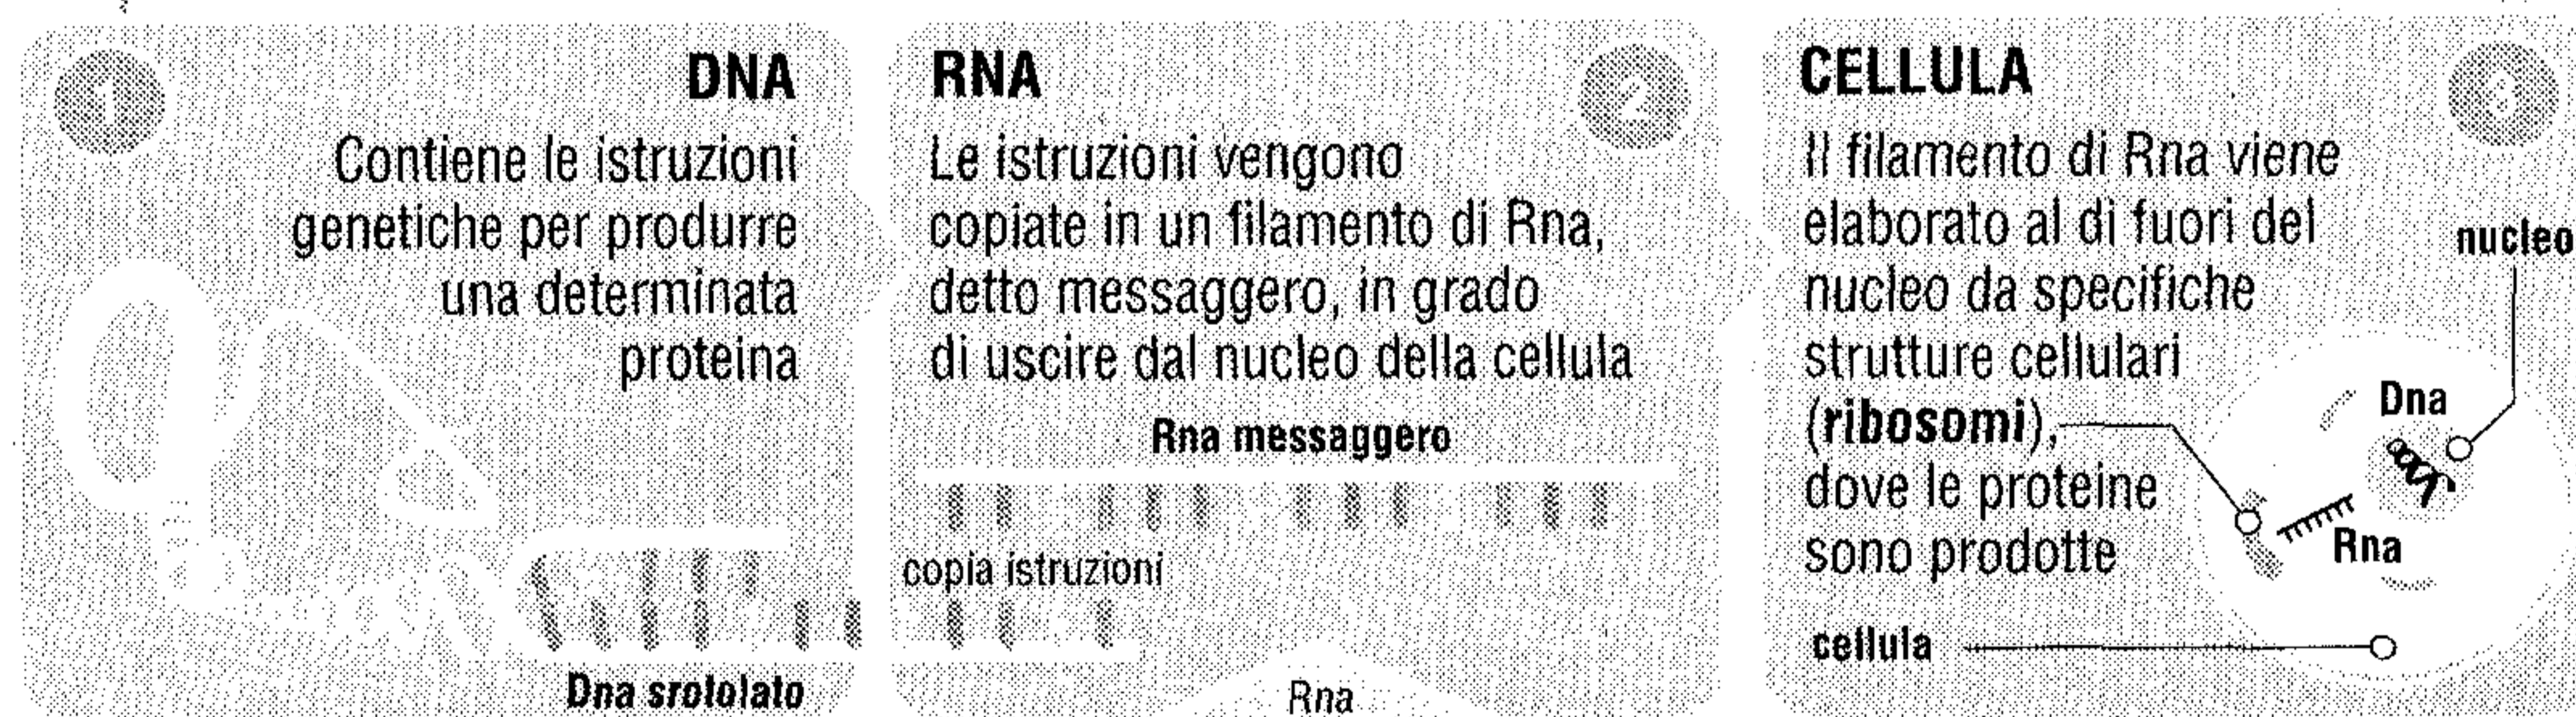 1
DNA
Contiene le istruzioni
genetiche per produrre
una determinata
proteina
Dna srotolato
RNA
2
Le istruzioni vengono
copiate in un filamento di Rna,
detto messaggero, in grado
di uscire dal nucleo della cellula
Rna messaggero
copia istruzioni
Rna
CELLULA
3
Il filamento di Rna viene
elaborato al di fuori del
nucleo da specifiche
strutture cellulari
(ribosomi),
dove le proteine
sono prodotte
nucleo
Dna
Rna
cellula